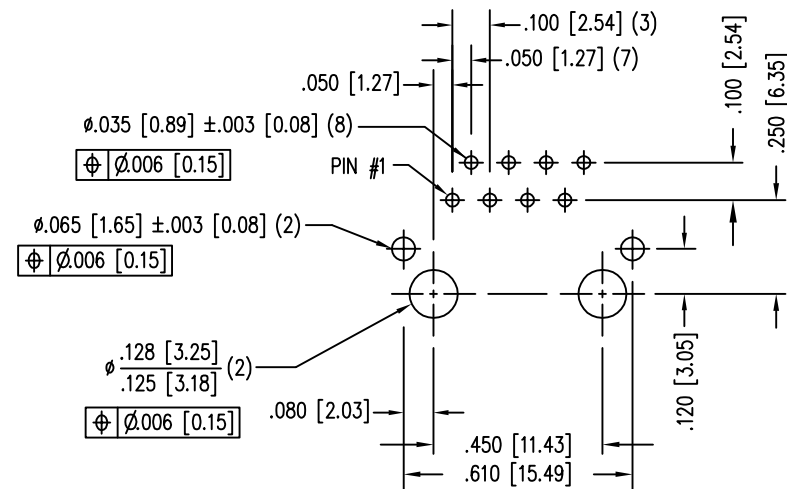 .100 [2.54] (3)
.050 [1.27] (7)
.050 [1.27]
.100 [2.54]
.250 [6.35]
⌀.035 [0.89] ±.003 [0.08] (8)
⌖ ⌀.006 [0.15]
PIN #1
⌀.065 [1.65] ±.003 [0.08] (2)
⌖ ⌀.006 [0.15]
⌀ .128 [3.25]
.125 [3.18] (2)
⌖ ⌀.006 [0.15]
.080 [2.03]
.120 [3.05]
.450 [11.43]
.610 [15.49]